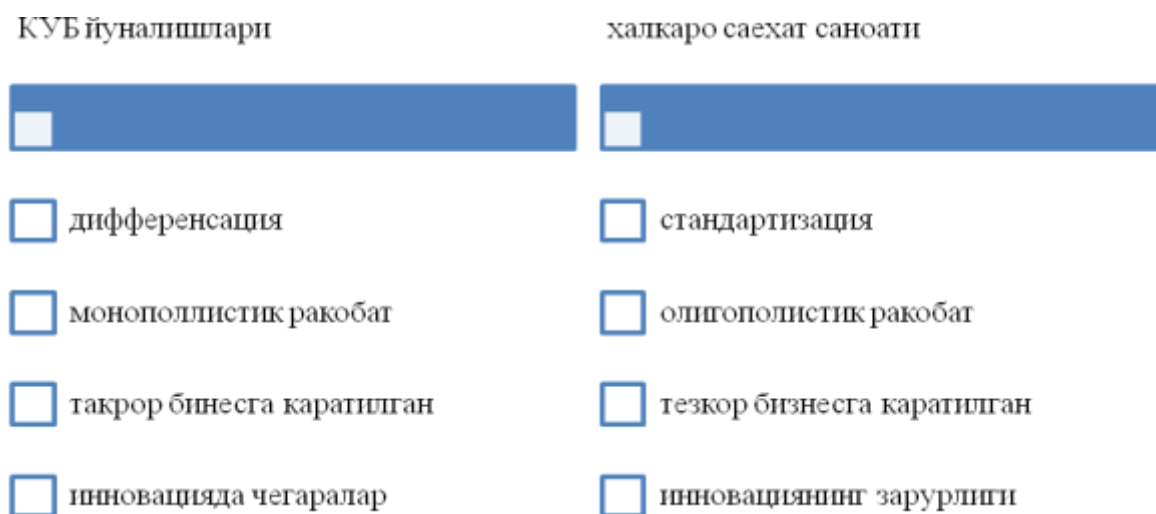 КУБ йуналишлари
халкаро саехат саноати
дифференсация
стандартизация
монополлистик ракобат
олигополистик ракобат
такрор бинесга каратилган
тезкор бизнесга каратилган
инновацияда чегаралар
инновациянинг зарурлиги